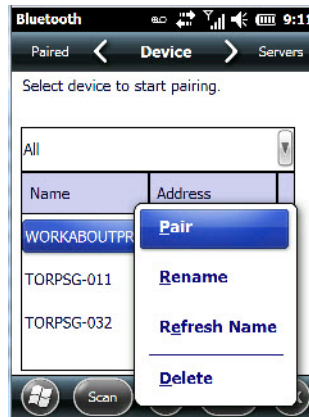 Bluetooth 9:11
Paired Device Servers
Select device to start pairing.
All
Name Address
WORKABOUTPR
Pair
TORPSG-011
Rename
TORPSG-032
Refresh Name
Delete
Scan